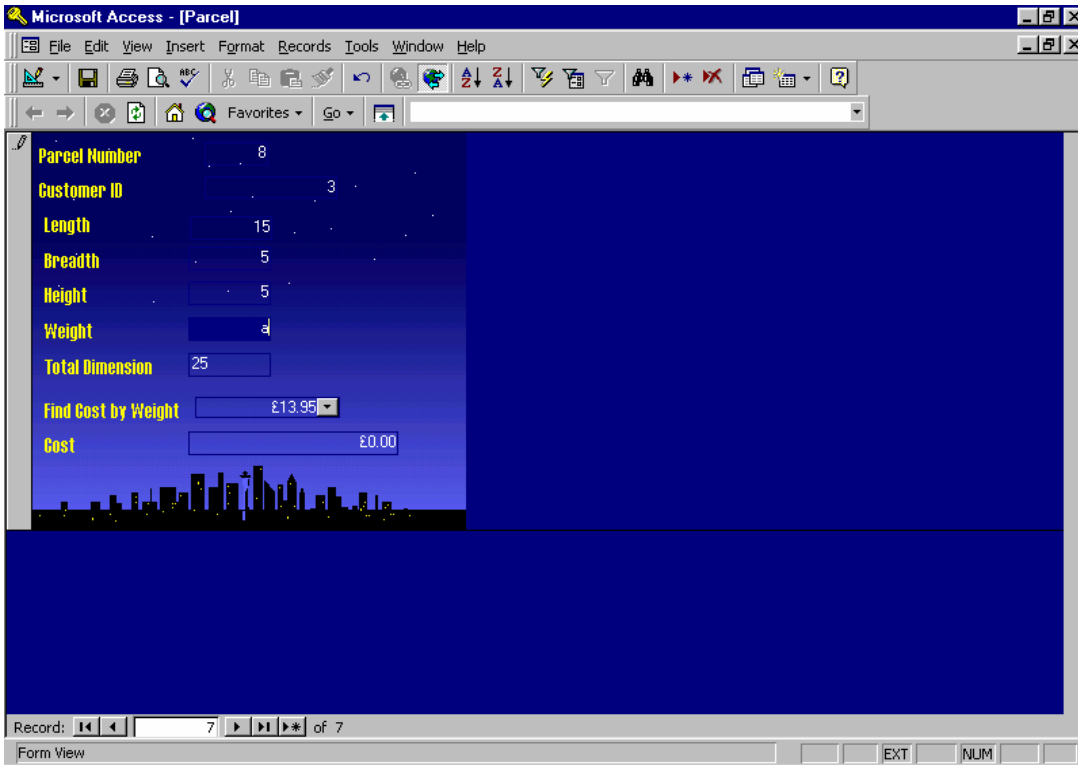 Microsoft Access - [Parcel]
File Edit View Insert Format Records Tools Window Help
ABC
Favorites Go
Parcel Number 8
Customer ID 3
Length 15
Breadth 5
Height 5
Weight a
Total Dimension 25
Find Cost by Weight £13.95
Cost £0.00
Record: 7 of 7
Form View EXT NUM